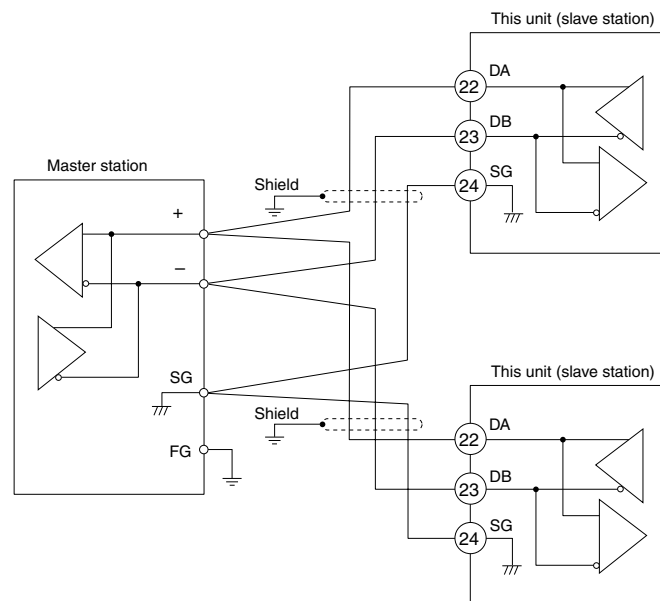 This unit (slave station)
22 DA
23 DB
24 SG
Master station
Shield
+
−
SG
FG
Shield
This unit (slave station)
22 DA
23 DB
24 SG